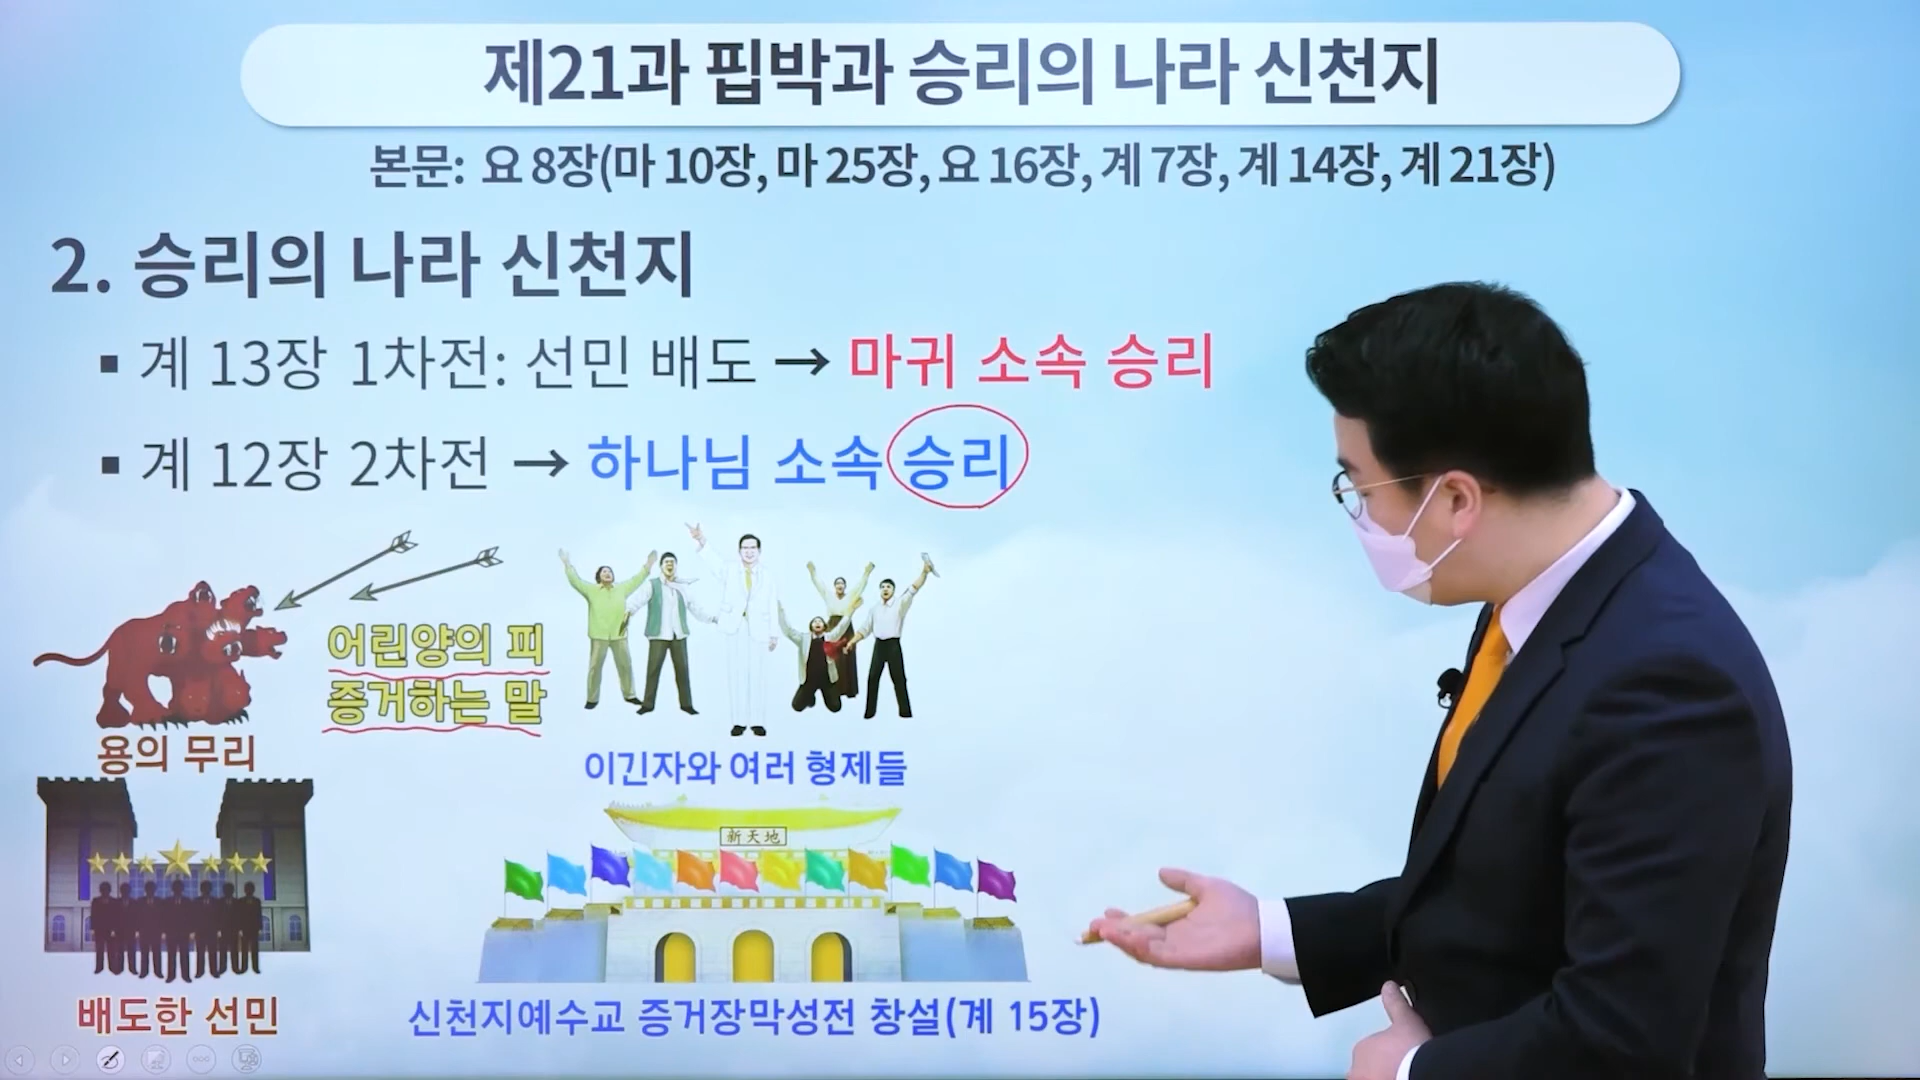 제21과 핍박과 승리의 나라 신천지
본문: 요 8장(마 10장, 마 25장, 요 16장, 계 7장, 계 14장, 계 21장)
2. 승리의 나라 신천지
▪ 계 13장 1차전: 선민 배도 → 마귀 소속 승리
▪ 계 12장 2차전 → 하나님 소속 승리
어린양의 피
증거하는 말
용의 무리
이긴자와 여러 형제들
新天地
배도한 선민
신천지예수교 증거장막성전 창설(계 15장)